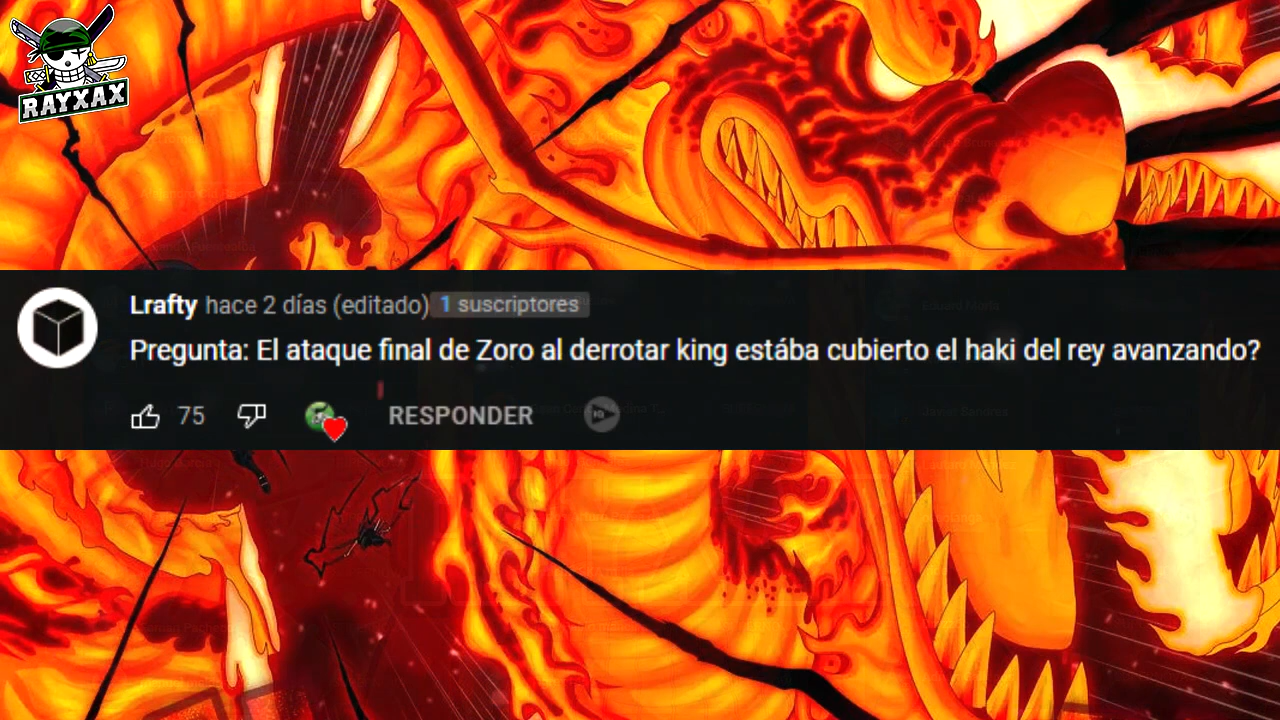 RAYXAX
Lrafty hace 2 días (editado) 1 suscriptores
Pregunta: El ataque final de Zoro al derrotar king estába cubierto el haki del rey avanzando?
75 RESPONDER